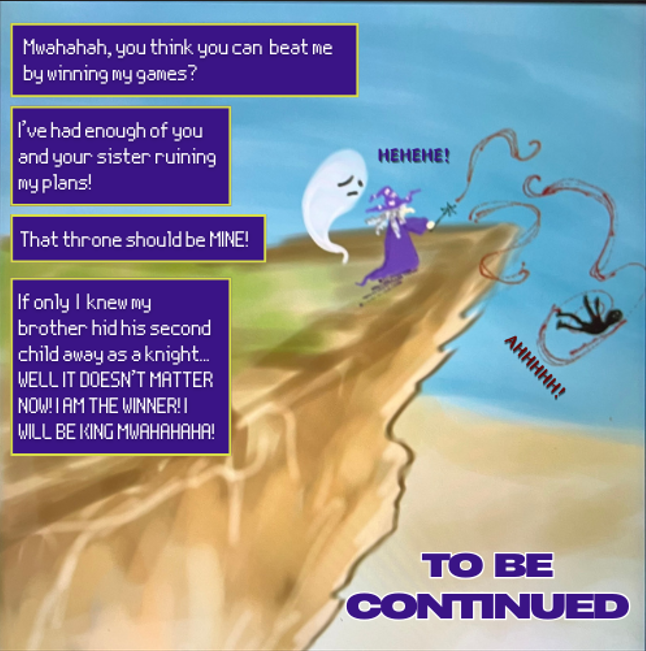 Mwahahah, you think you can beat me
by winning my games?
I've had enough of you
and your sister ruining
my plans!
That throne should be MINE!
If only I knew my
brother hid his second
child away as a knight...
WELL IT DOESN'T MATTER
NOW! I AM THE WINNER! I
WILL BE KING MWAHAHAHA!
HEHEHE!
AHHHHH!
TO BE
CONTINUED